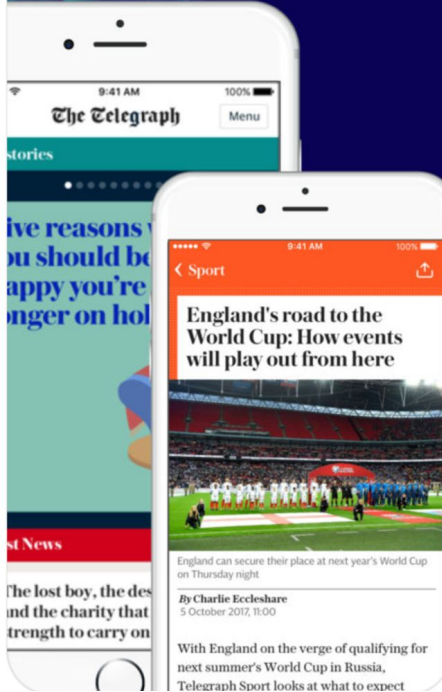 9:41 AM
100%
The Telegraph
Menu
stories
ive reasons
ou should be
appy you're
onger on hol
st News
The lost boy, the des
and the charity that
trength to carry on
9:41 AM
100%
Sport
England's road to the
World Cup: How events
will play out from here
England can secure their place at next year's World Cup
on Thursday night
By Charlie Eccleshare
5 October 2017, 11:00
With England on the verge of qualifying for
next summer's World Cup in Russia,
Telegraph Sport looks at what to expect